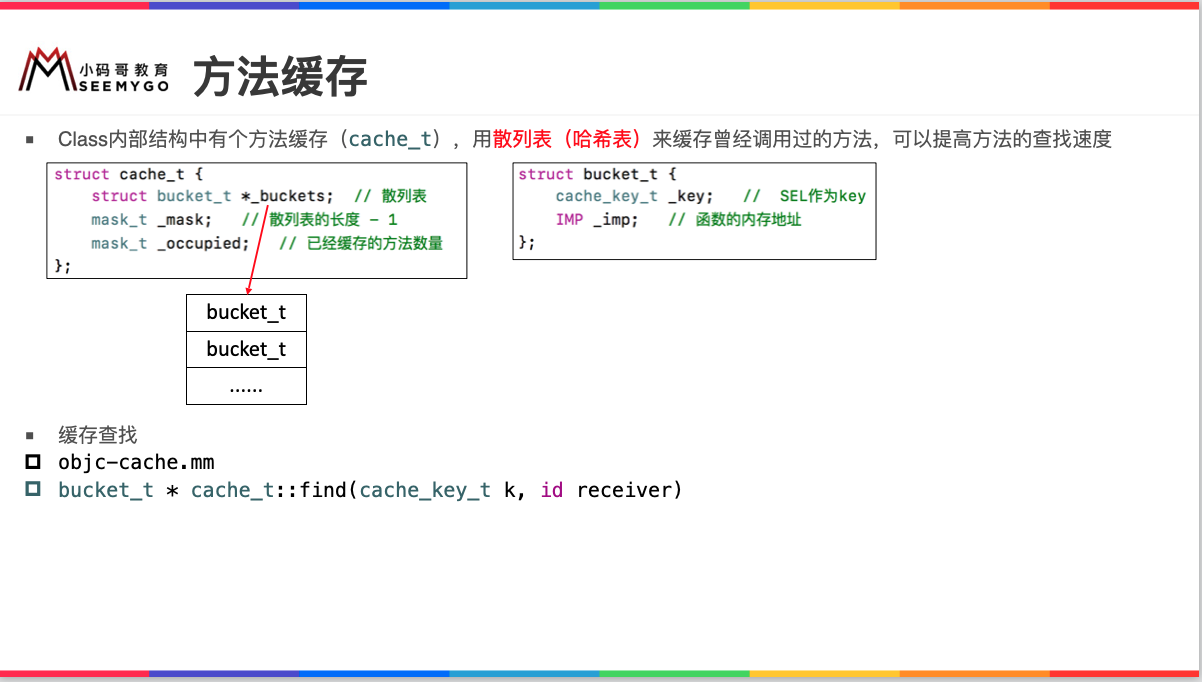 小码哥教育
SEEMYGO
方法缓存
Class内部结构中有个方法缓存（cache_t），用散列表（哈希表）来缓存曾经调用过的方法，可以提高方法的查找速度
struct cache_t {
struct bucket_t *_buckets; // 散列表
mask_t _mask; // 散列表的长度 - 1
mask_t _occupied; // 已经缓存的方法数量
};
struct bucket_t {
cache_key_t _key; // SEL作为key
IMP _imp; // 函数的内存地址
};
bucket_t
bucket_t
......
缓存查找
objc-cache.mm
bucket_t * cache_t::find(cache_key_t k, id receiver)